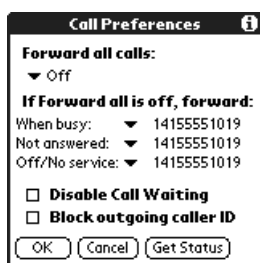 Call Preferences
Forward all calls:
Off
If Forward all is off, forward:
When busy: 14155551019
Not answered: 14155551019
Off/No service: 14155551019
Disable Call Waiting
Block outgoing caller ID
OK Cancel Get Status